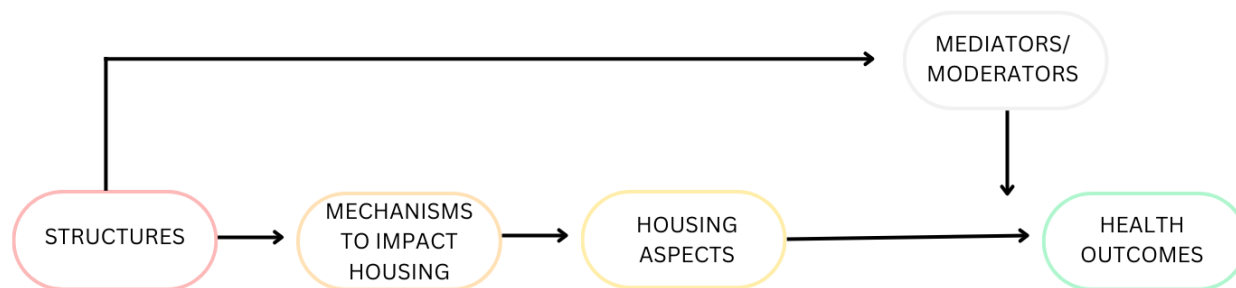 MEDIATORS/
MODERATORS
STRUCTURES
MECHANISMS
TO IMPACT
HOUSING
HOUSING
ASPECTS
HEALTH
OUTCOMES